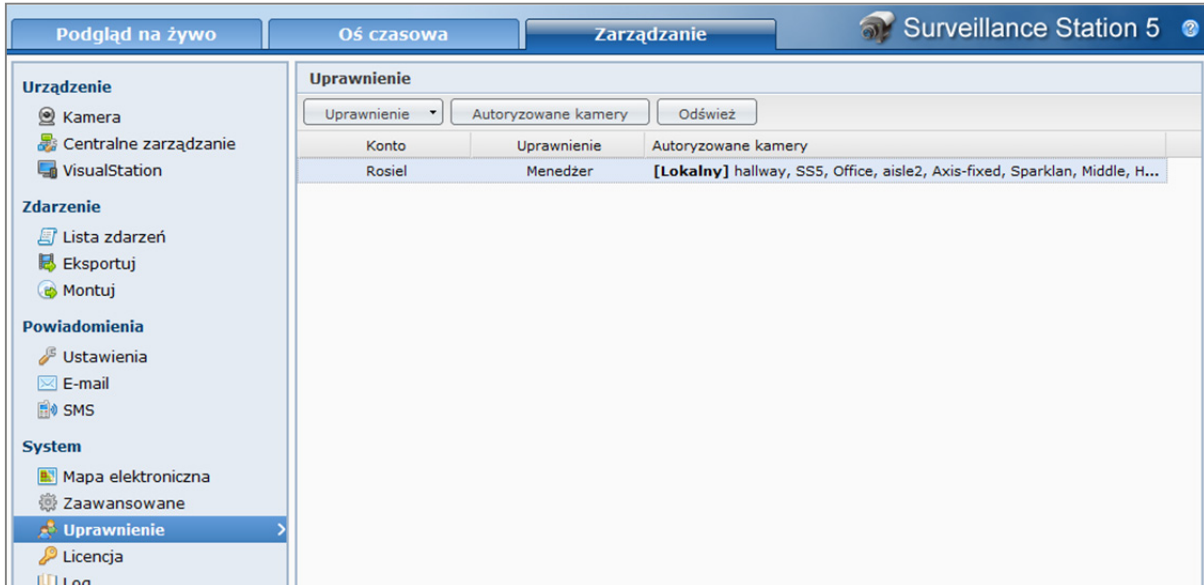 Podgląd na żywo Oś czasowa Zarządzanie Surveillance Station 5 ?
Urządzenie
Kamera
Centralne zarządzanie
VisualStation
Zdarzenie
Lista zdarzeń
Eksportuj
Montuj
Powiadomienia
Ustawienia
E-mail
SMS
System
Mapa elektroniczna
Zaawansowane
Uprawnienie
Licencja
Log
Uprawnienie
Uprawnienie Autoryzowane kamery Odśwież
Konto Uprawnienie Autoryzowane kamery
Rosiel Menedżer [Lokalny] hallway, SS5, Office, aisle2, Axis-fixed, Sparklan, Middle, H...